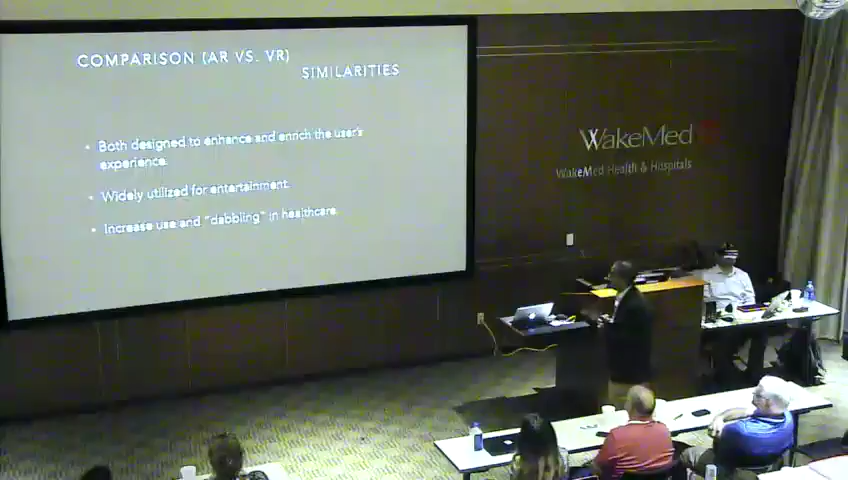 COMPARISON (AR VS. VR)
SIMILARITIES
• Both designed to enhance and enrich the user's
experience.
• Widely utilized for entertainment.
• Increase use and "dabbling" in healthcare.
WakeMed
WakeMed Health & Hospitals